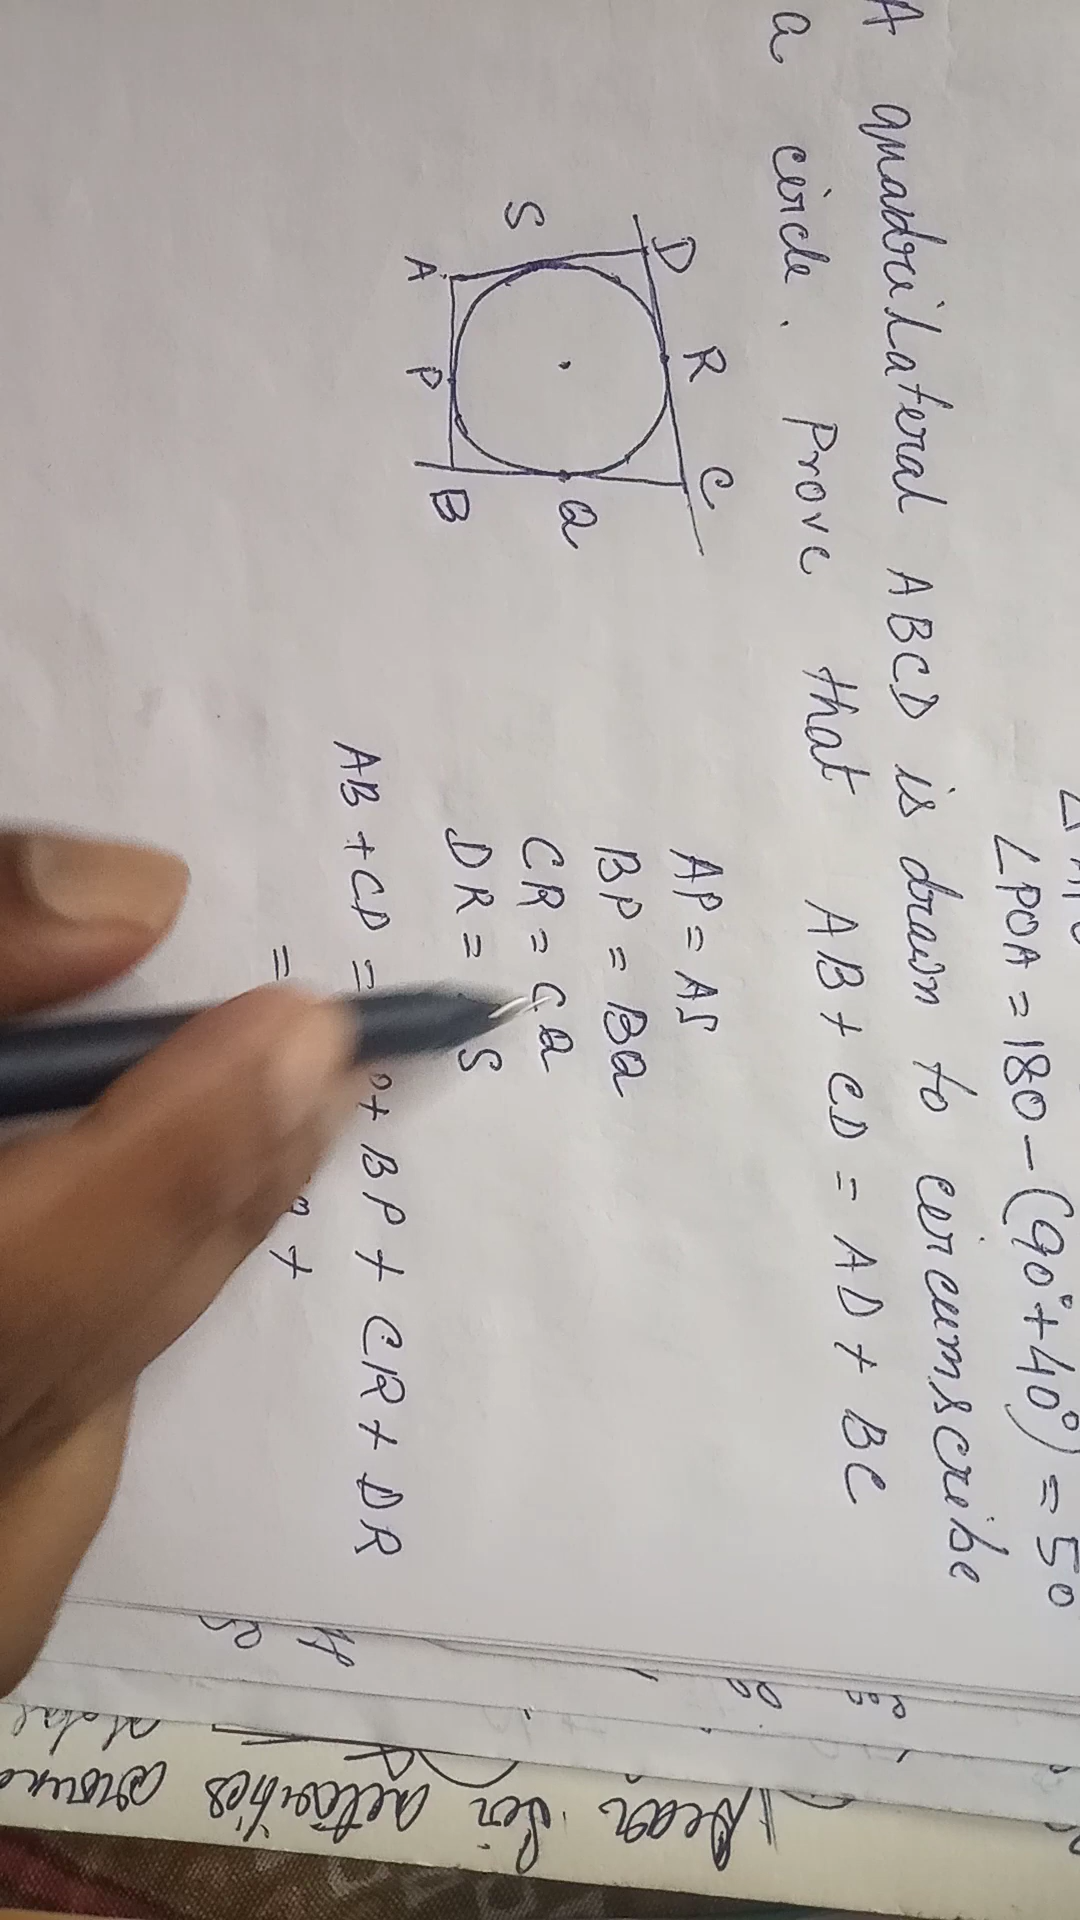 ∠POA = 180 - (90° + 40°) = 50
A quadrilateral ABCD is drawn to circumscribe
a circle. Prove that AB + CD = AD + BC
D R C
S Q
A P B
AP = AS
BP = BQ
CR = CQ
DR = S
AB + CD = + BP + CR + DR
= +